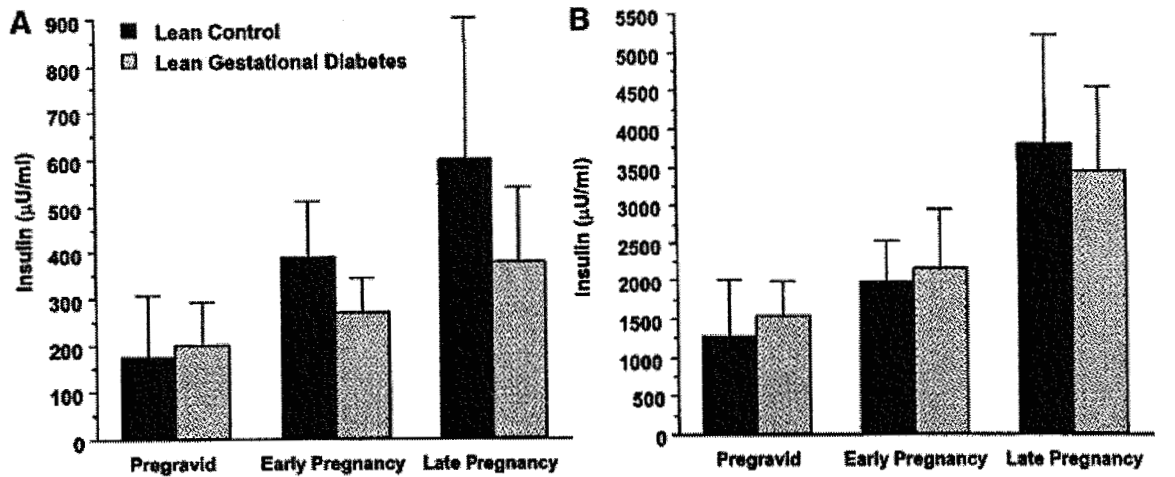 A
900
800
700
600
500
400
300
200
100
0
Insulin (μU/ml)
Lean Control
Lean Gestational Diabetes
Pregravid Early Pregnancy Late Pregnancy
B
5500
5000
4500
4000
3500
3000
2500
2000
1500
1000
500
0
Insulin (μU/ml)
Pregravid Early Pregnancy Late Pregnancy